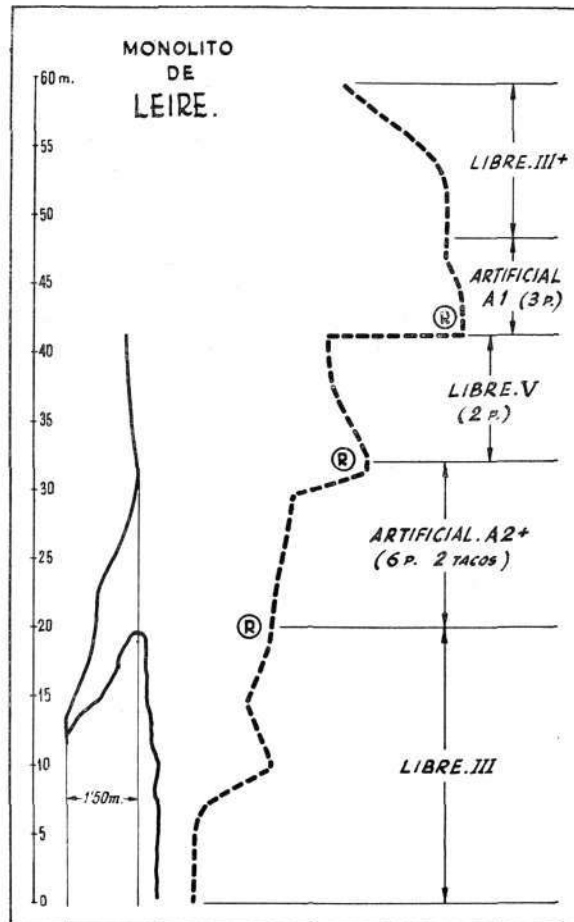 MONOLITO
DE
LEIRE.
60 m.
55
50
45
40
35
30
25
20
15
10
5
0
LIBRE.III+
ARTIFICIAL
A1 (3 P.)
R
LIBRE.V
(2 P.)
R
ARTIFICIAL.A2+
(6 P. 2 TACOS)
R
LIBRE.III
1'50m.